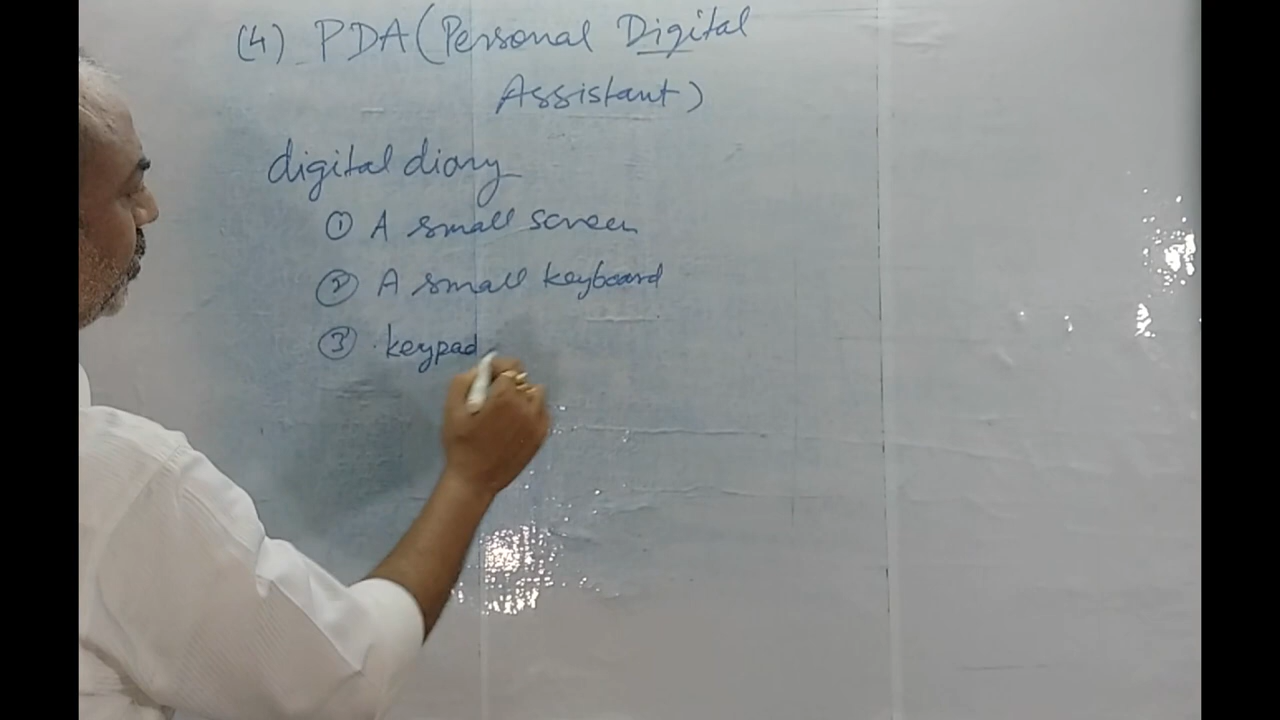 (4) PDA (Personal Digital
Assistant)
digital diary
① A small screen
② A small keyboard
③ keypad